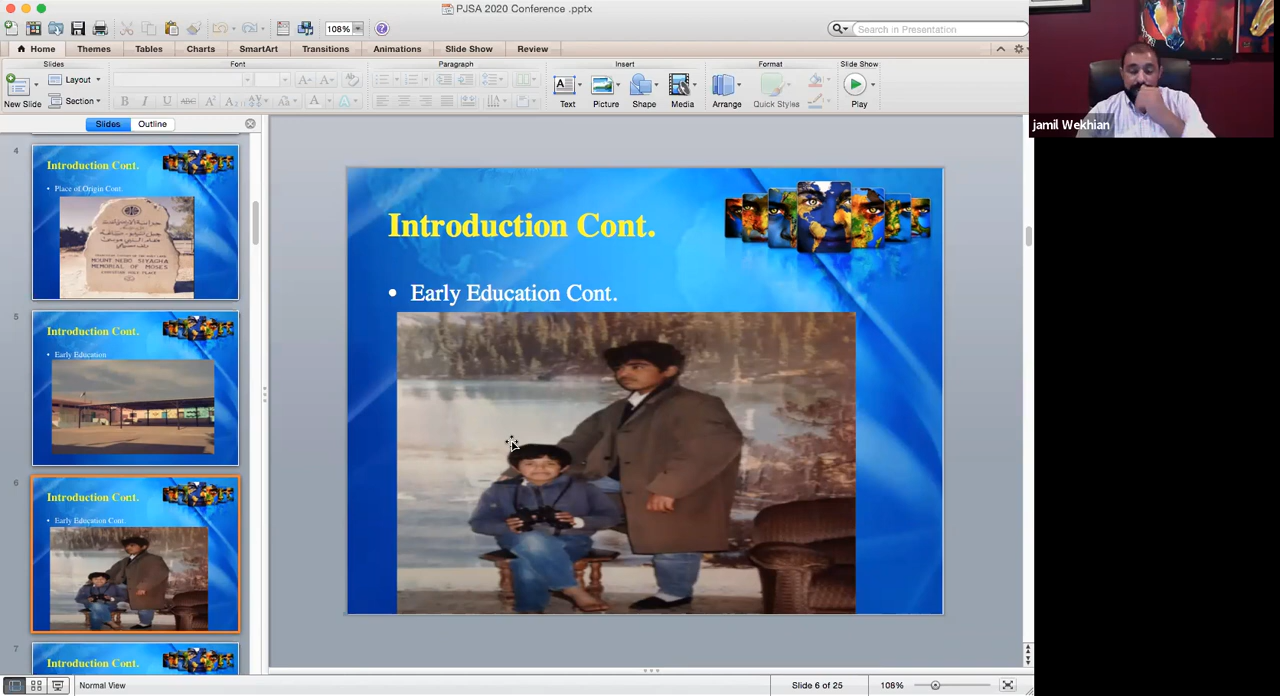 PJSA 2020 Conference .pptx
108%
Search in Presentation
Home Themes Tables Charts SmartArt Transitions Animations Slide Show Review
Slides Font Paragraph Insert Format Slide Show
New Slide
Layout
Section
Text Picture Shape Media Arrange Quick Styles Play
Slides Outline
4
Introduction Cont.
• Place of Origin Cont.
MOUNT NEBO SIYAGHA
MEMORIAL OF MOSES
5
Introduction Cont.
• Early Education
6
Introduction Cont.
• Early Education Cont.
7
Introduction Cont.
Introduction Cont.
• Early Education Cont.
Normal View
Slide 6 of 25
108%
jamil Wekhian